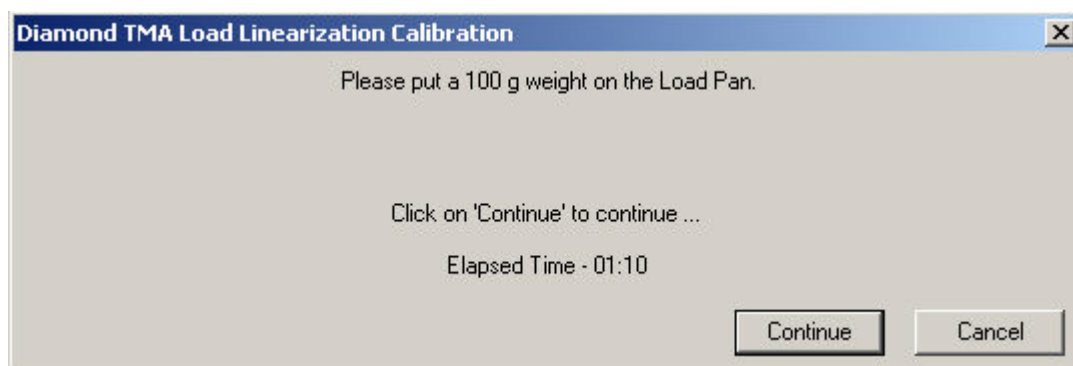 Diamond TMA Load Linearization Calibration
Please put a 100 g weight on the Load Pan.
Click on 'Continue' to continue ...
Elapsed Time - 01:10
Continue Cancel